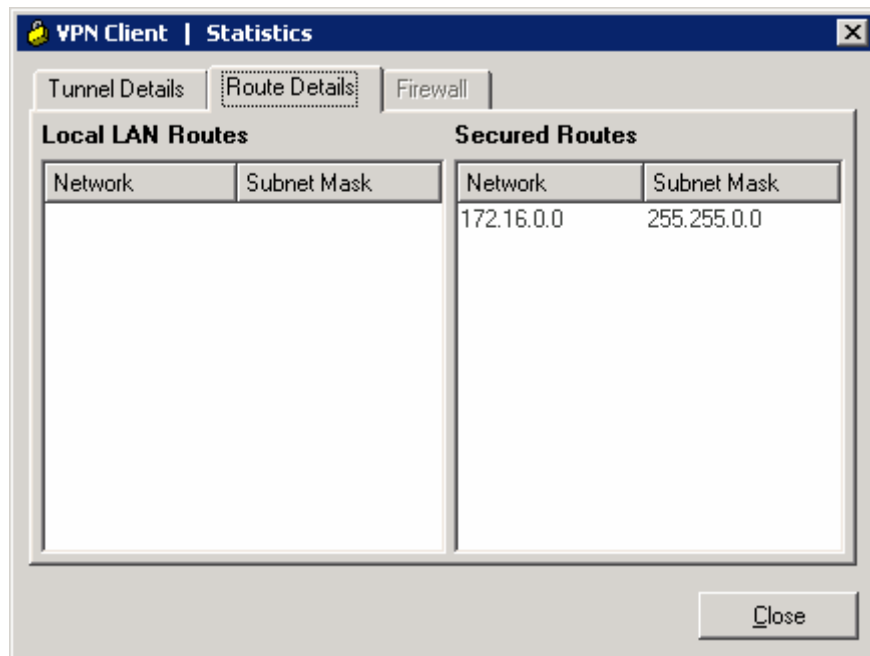 VPN Client | Statistics
Tunnel Details Route Details Firewall
Local LAN Routes Secured Routes
Network Subnet Mask Network Subnet Mask
172.16.0.0 255.255.0.0
Close